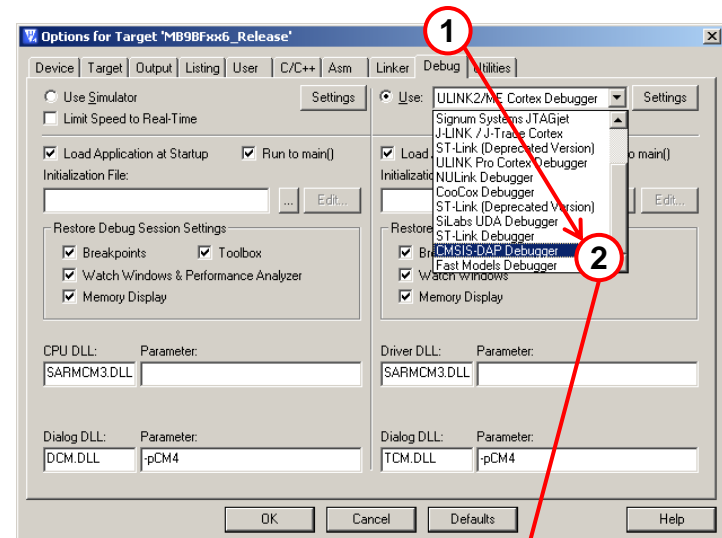 Options for Target 'MB9BFxx6_Release'
1
Device Target Output Listing User C/C++ Asm Linker Debug Utilities
Use Simulator Settings
Limit Speed to Real-Time
Use: ULINK2/ME Cortex Debugger Settings
Signum Systems JTAGjet
J-LINK / J-Trace Cortex
ST-Link (Deprecated Version)
ULINK Pro Cortex Debugger
NULink Debugger
CooCox Debugger
ST-Link (Deprecated Version)
SiLabs UDA Debugger
ST-Link Debugger
CMSIS-DAP Debugger
Fast Models Debugger
2
Load Application at Startup Run to main()
Initialization File:
... Edit...
Load o main()
Initializatio
Edit...
Restore Debug Session Settings
Breakpoints Toolbox
Watch Windows & Performance Analyzer
Memory Display
Restore
Br
Watch Windows
Memory Display
CPU DLL: Parameter:
SARMCM3.DLL
Driver DLL: Parameter:
SARMCM3.DLL
Dialog DLL: Parameter:
DCM.DLL -pCM4
Dialog DLL: Parameter:
TCM.DLL -pCM4
OK Cancel Defaults Help